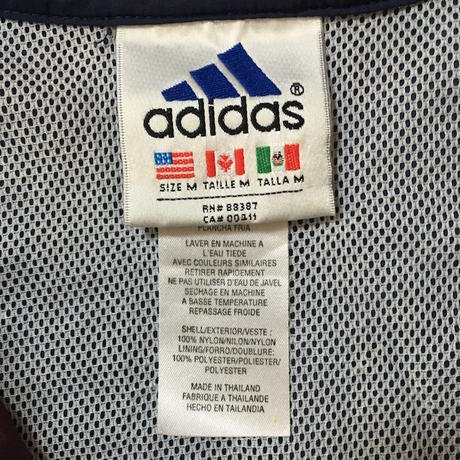 adidas®
SIZE M TAILLE M TALLA M
RN# 88387
CA# 00311
PLANCHA FRIA
LAVER EN MACHINE A
L'EAU TIEDE
AVEC COULEURS SIMILAIRES
RETIRER RAPIDEMENT
NE PAS UTILISER D'EAU DE JAVEL
SECHAGE EN MACHINE
A BASSE TEMPERATURE
REPASSAGE FROIDE
SHELL/EXTERIOR/VESTE :
100% NYLON/NILON/NYLON
LINING/FORRO/DOUBLURE:
100% POLYESTER/POLIESTER/
POLYESTER
MADE IN THAILAND
FABRIQUE A THAILANDE
HECHO EN TAILANDIA